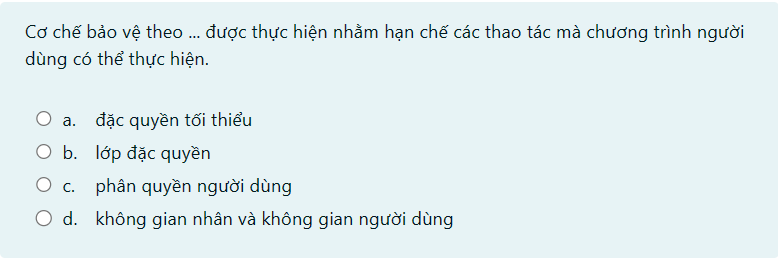 Cơ chế bảo vệ theo ... được thực hiện nhằm hạn chế các thao tác mà chương trình người
dùng có thể thực hiện.
a. đặc quyền tối thiểu
b. lớp đặc quyền
c. phân quyền người dùng
d. không gian nhân và không gian người dùng